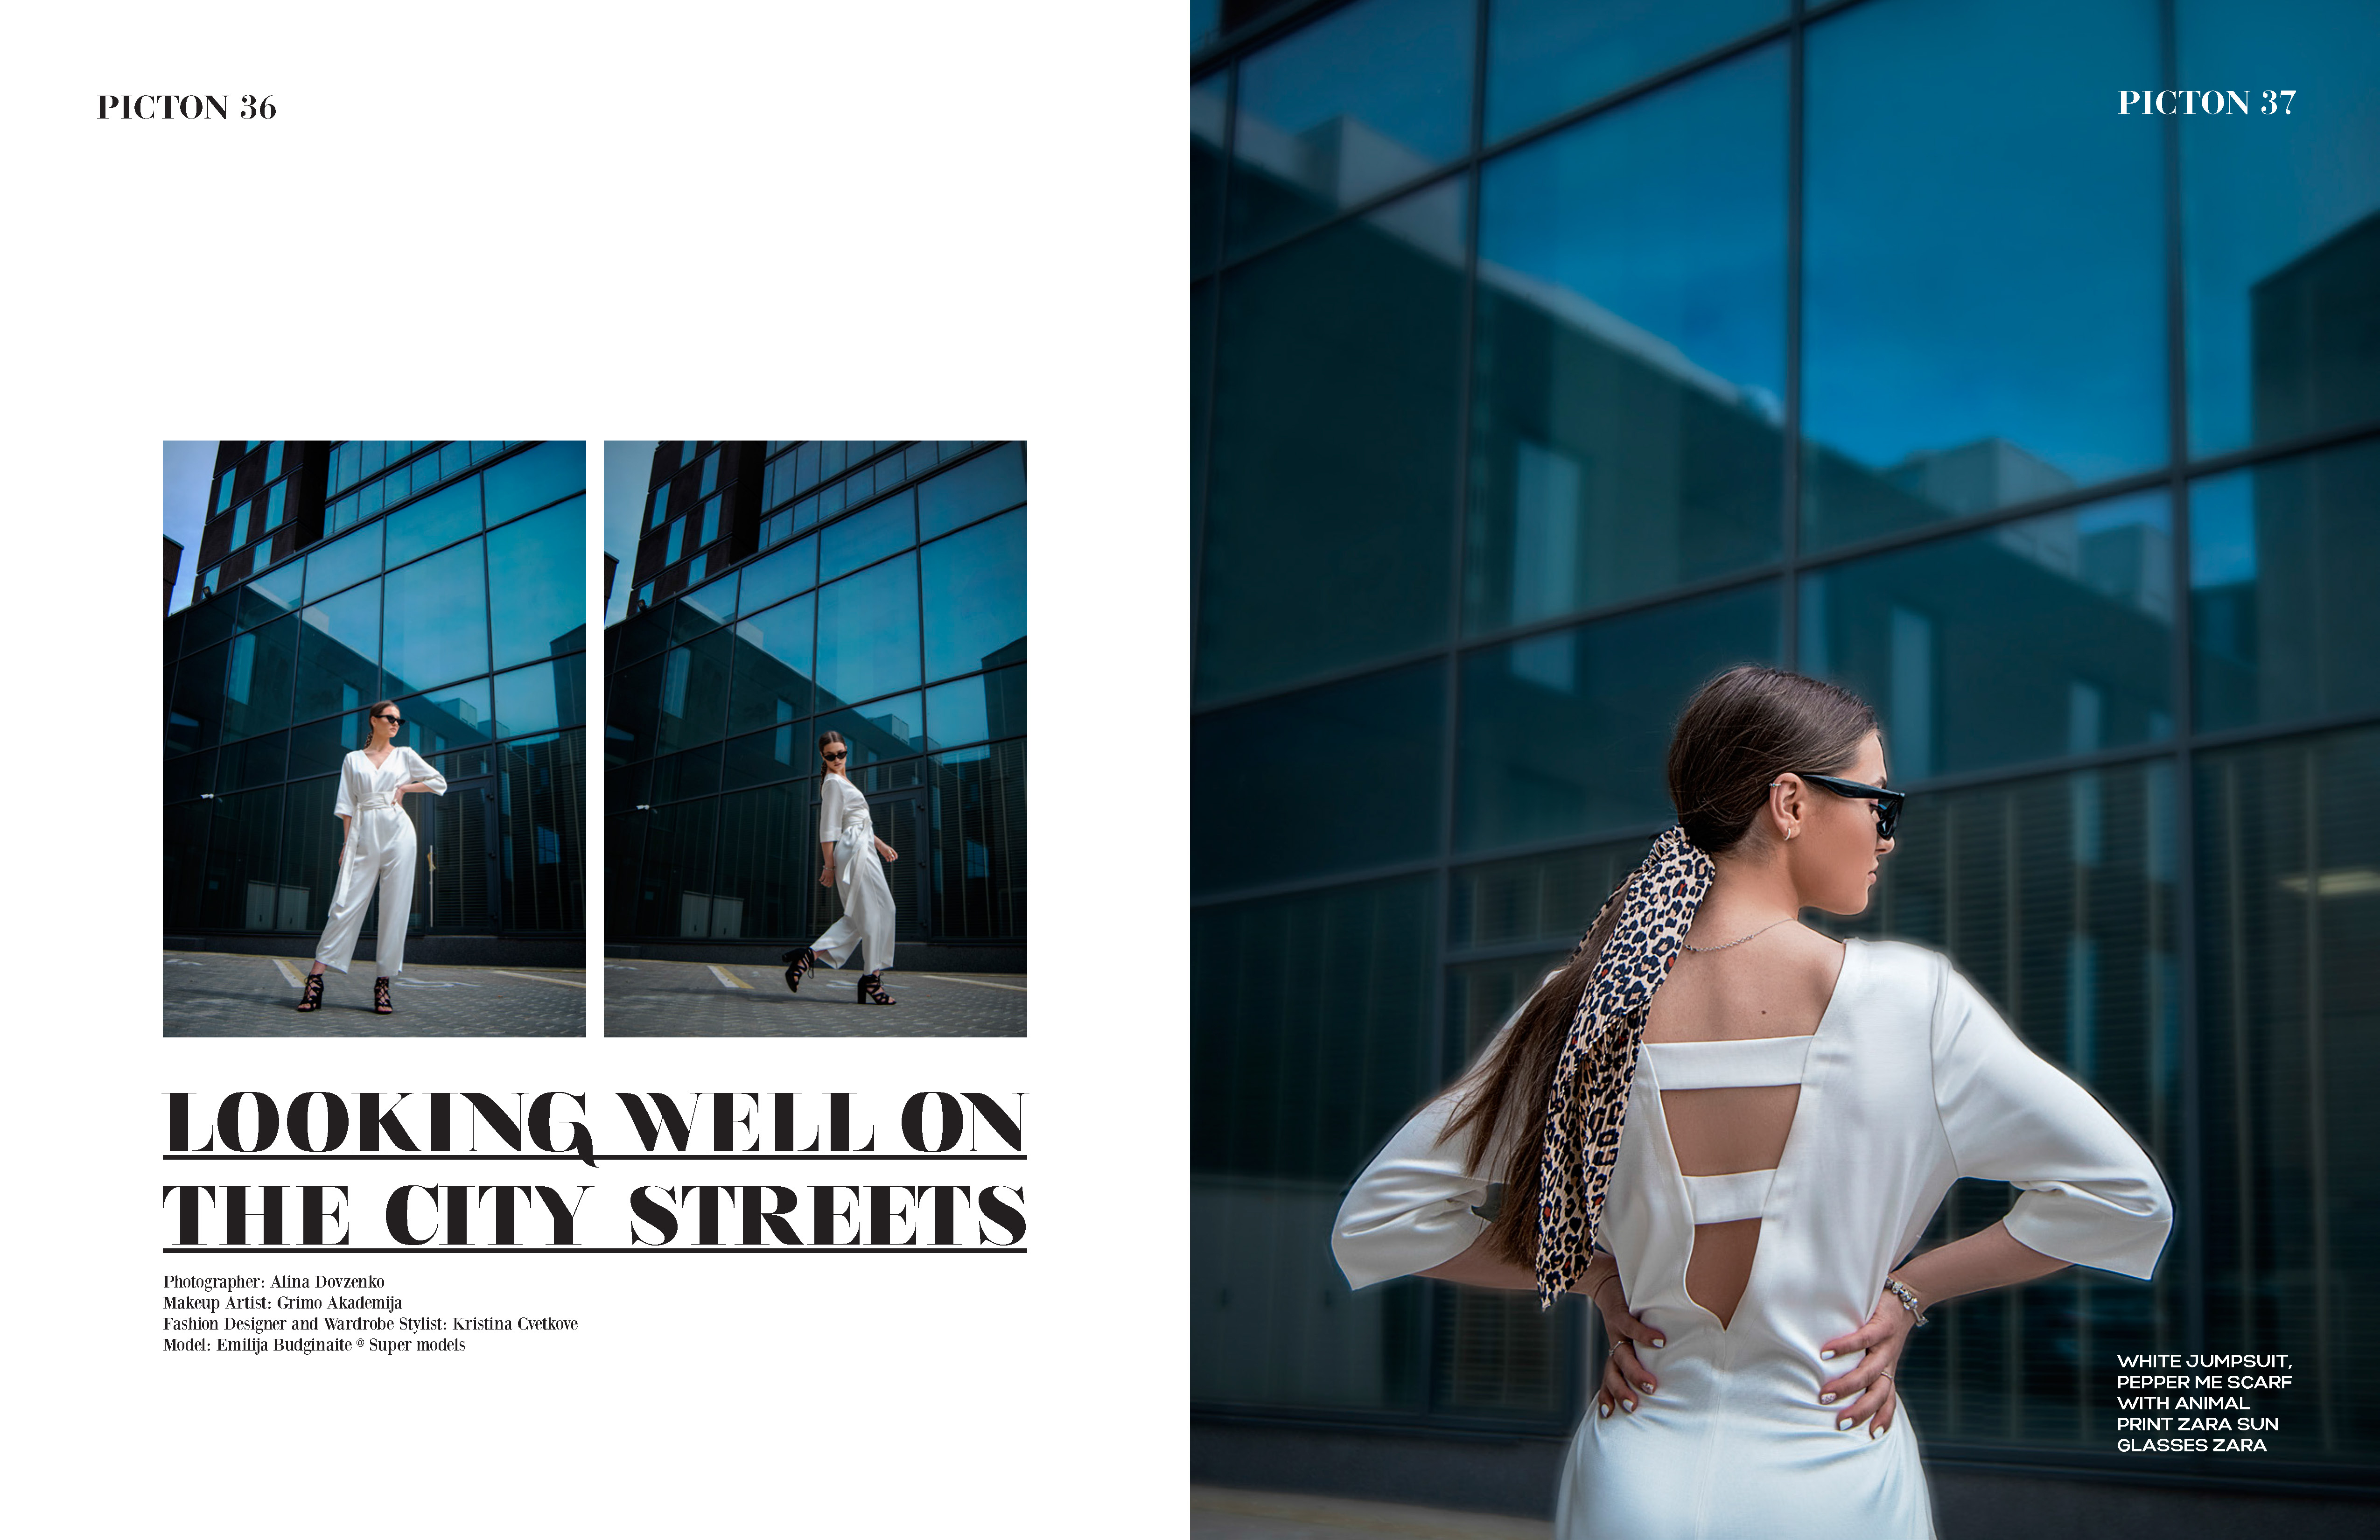 PICTON 36
LOOKING WELL ON
THE CITY STREETS
Photographer: Alina Dovzenko
Makeup Artist: Grimo Akademija
Fashion Designer and Wardrobe Stylist: Kristina Cvetkove
Model: Emilija Budginaite @ Super models
PICTON 37
WHITE JUMPSUIT,
PEPPER ME SCARF
WITH ANIMAL
PRINT ZARA SUN
GLASSES ZARA